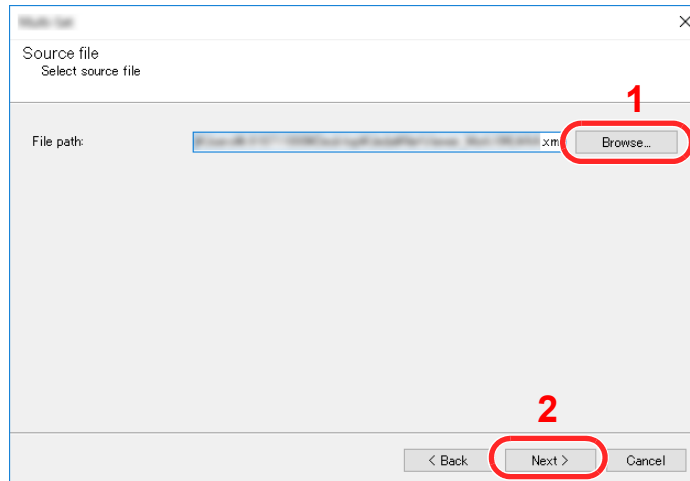 Source file
Select source file
1
File path: .xm Browse...
2
< Back Next > Cancel